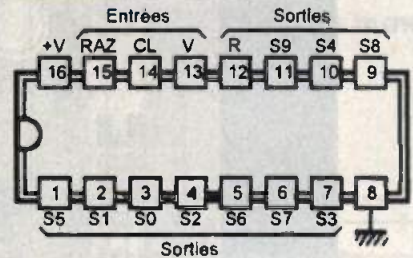 Entrées Sorties
+V RAZ CL V R S9 S4 S8
16 15 14 13 12 11 10 9
1 2 3 4 5 6 7 8
S5 S1 S0 S2 S6 S7 S3
Sorties